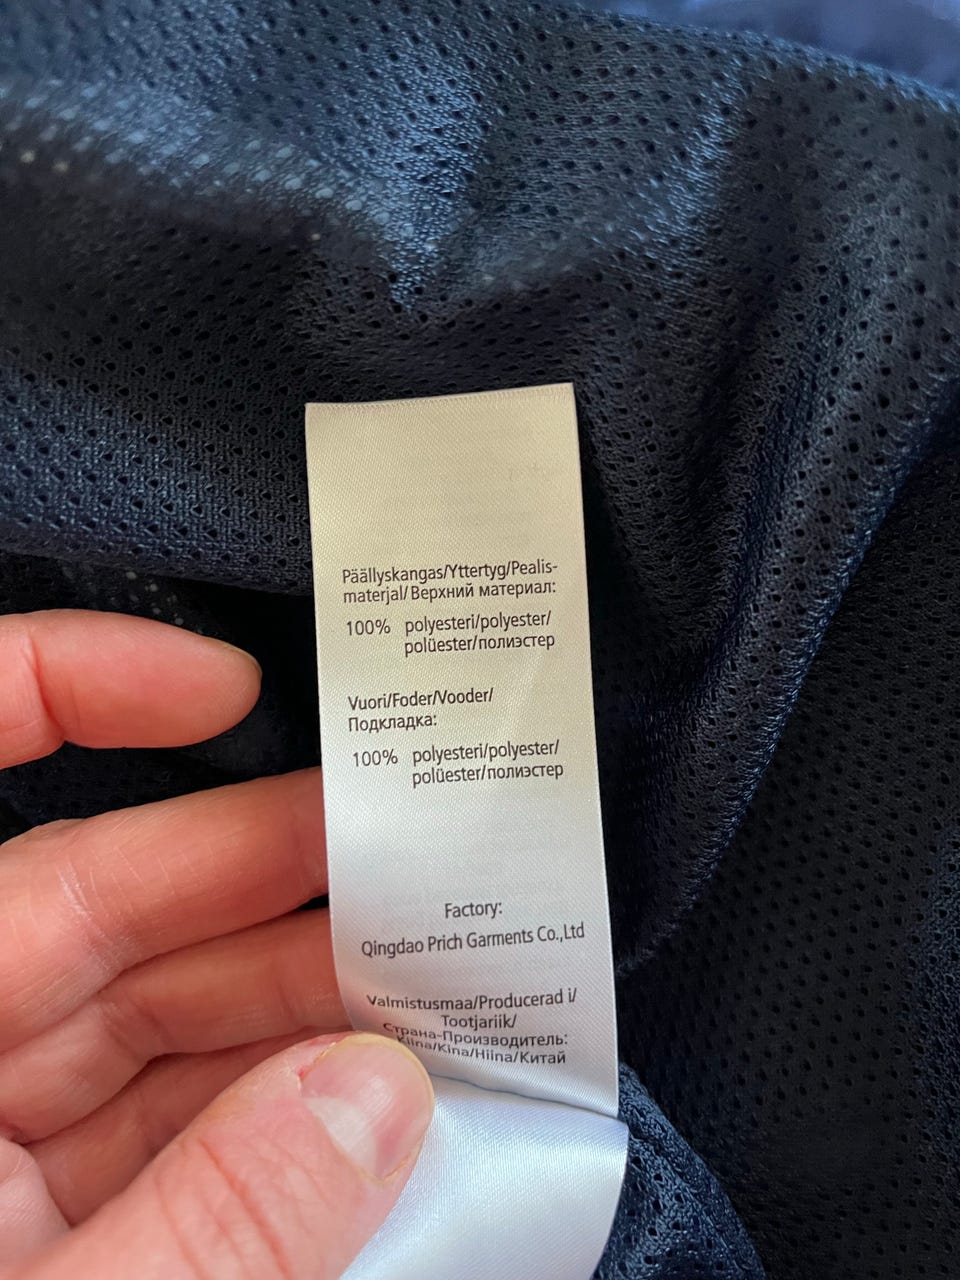 Päällyskangas/Yttertyg/Pealis-
materjal/Верхний материал:
100% polyesteri/polyester/
polüester/полиэстер
Vuori/Foder/Vooder/
Подкладка:
100% polyesteri/polyester/
polüester/полиэстер
Factory:
Qingdao Prich Garments Co.,Ltd
Valmistusmaa/Producerad i/
Tootjariik/
Страна-Производитель:
Kiina/Kina/Hiina/Китай